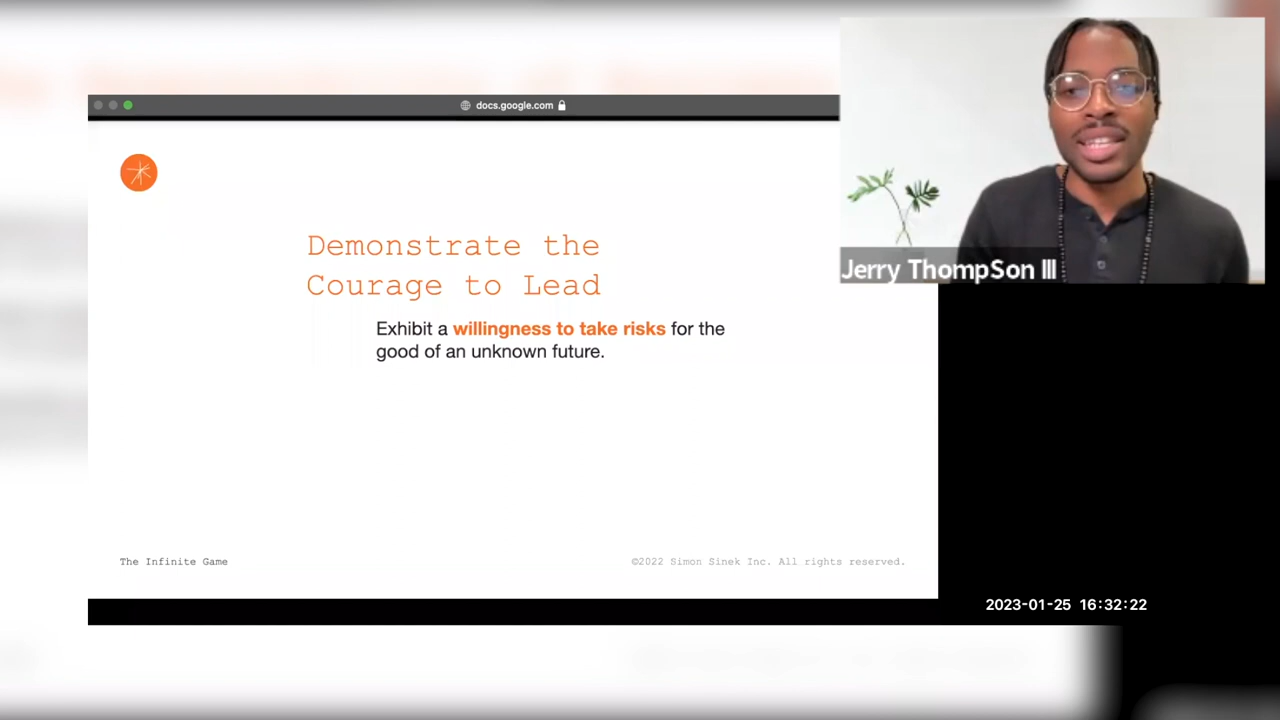 docs.google.com
Demonstrate the
Courage to Lead
Exhibit a willingness to take risks for the
good of an unknown future.
The Infinite Game
©2022 Simon Sinek Inc. All rights reserved.
Jerry ThompSon III
2023-01-25 16:32:22